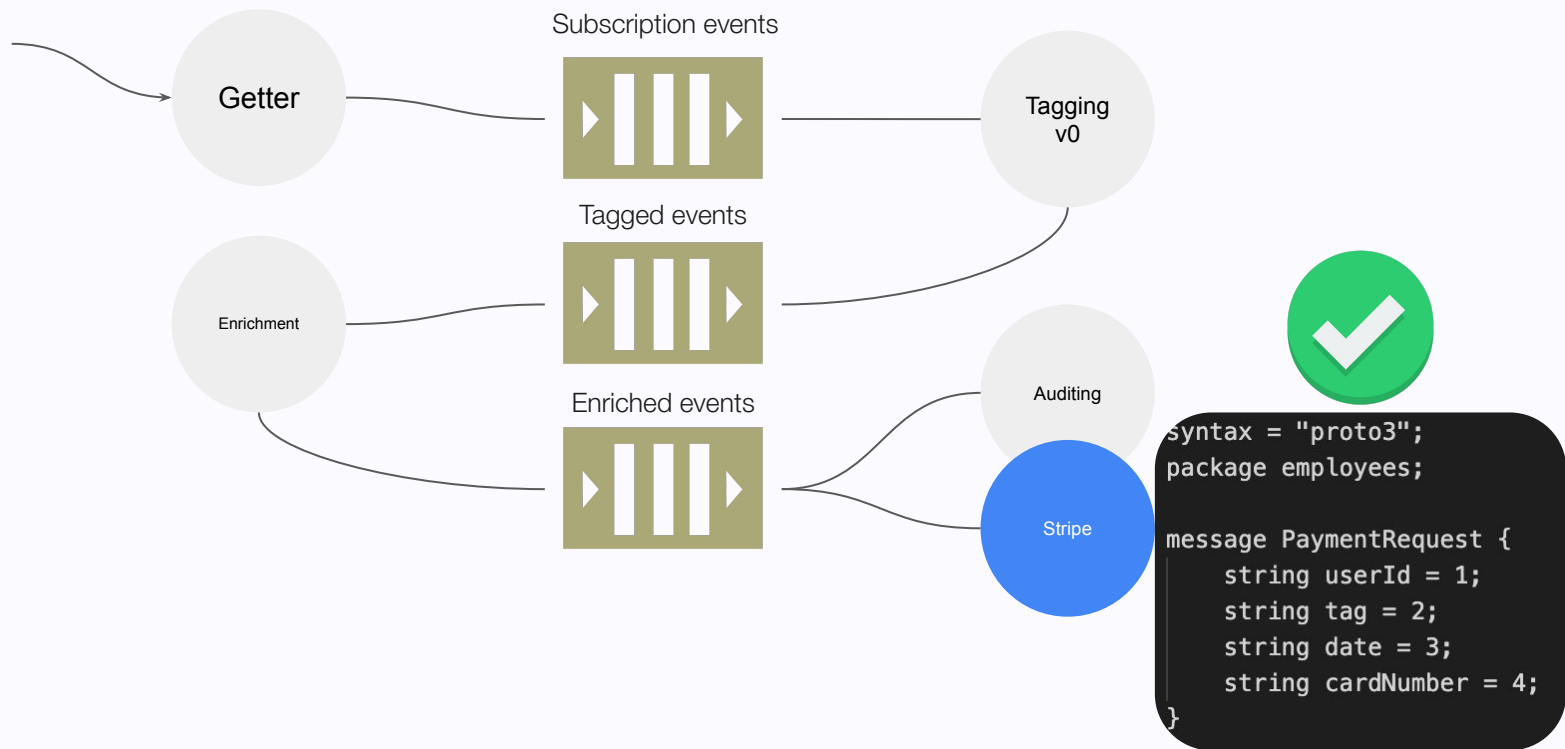 Subscription events
Getter
Tagging
v0
Tagged events
Enrichment
Enriched events
Auditing
Stripe
syntax = "proto3";
package employees;
message PaymentRequest {
    string userId = 1;
    string tag = 2;
    string date = 3;
    string cardNumber = 4;
}